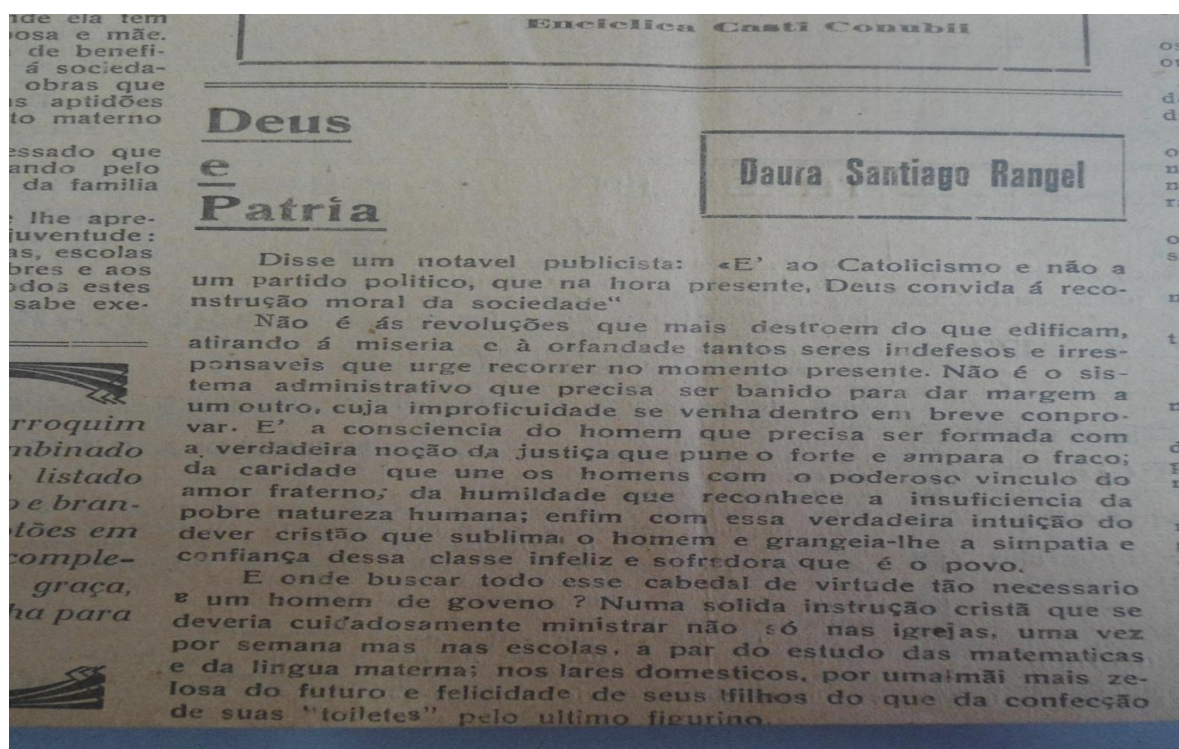 nde ela tem
posa e mãe.
de benefi-
á socieda-
obras que
s aptidões
to materno
essado que
ando pelo
da familia
lhe apre-
juventude:
as, escolas
bres e aos
odos estes
sabe exe-
rroquim
mbinado
listado
e bran-
tões em
comple-
graça,
ha para
Enciclica Casti Conubii
Deus
e
Patria
Daura Santiago Rangel
Disse um notavel publicista: «E' ao Catolicismo e não a
um partido politico, que na hora presente, Deus convida á reco-
nstrução moral da sociedade"
Não é ás revoluções que mais destroem do que edificam,
atirando á miseria e à orfandade tantos seres indefesos e irres-
ponsaveis que urge recorrer no momento presente. Não é o sis-
tema administrativo que precisa ser banido para dar margem a
um outro, cuja improficuidade se venha dentro em breve conpro-
var. E' a consciencia do homem que precisa ser formada com
a verdadeira noção da justiça que pune o forte e ampara o fraco;
da caridade que une os homens com o poderoso vinculo do
amor fraterno; da humildade que reconhece a insuficiencia da
pobre natureza humana; enfim com essa verdadeira intuição do
dever cristão que sublima o homem e grangeia-lhe a simpatia e
confiança dessa classe infeliz e sofredora que é o povo.
E onde buscar todo esse cabedal de virtude tão necessario
a um homem de goveno ? Numa solida instrução cristã que se
deveria cuidadosamente ministrar não só nas igrejas, uma vez
por semana mas nas escolas, a par do estudo das matematicas
e da lingua materna; nos lares domesticos, por uma mãi mais ze-
losa do futuro e felicidade de seus filhos do que da confecção
de suas "toiletes" pelo ultimo figurino.